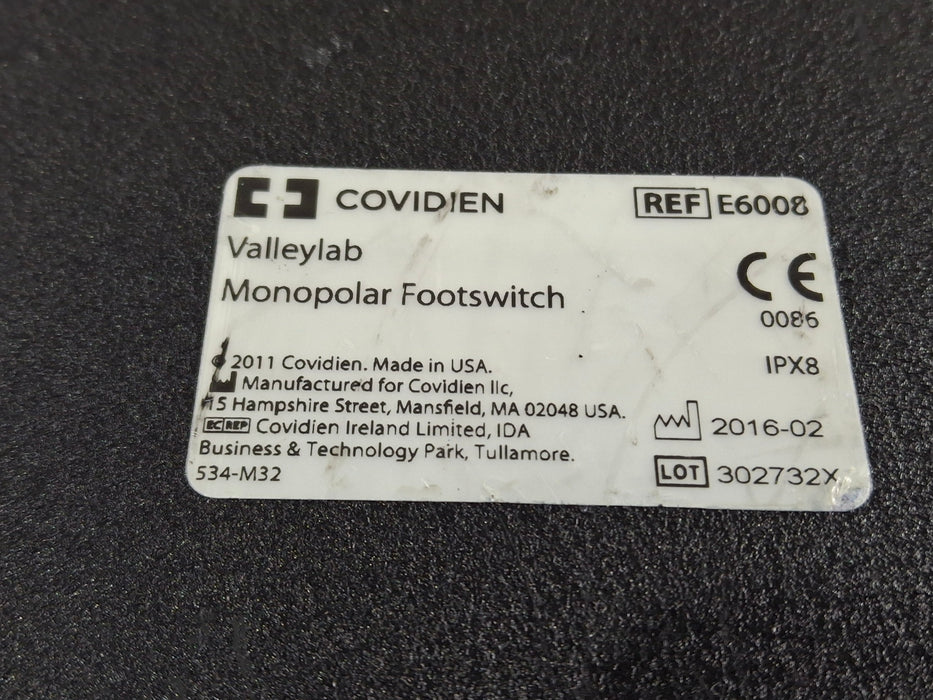 COVIDIEN
REF E6008
Valleylab
Monopolar Footswitch
CE
0086
© 2011 Covidien. Made in USA.
IPX8
Manufactured for Covidien llc,
15 Hampshire Street, Mansfield, MA 02048 USA.
EC REP Covidien Ireland Limited, IDA
2016-02
Business & Technology Park, Tullamore.
534-M32
LOT 302732X